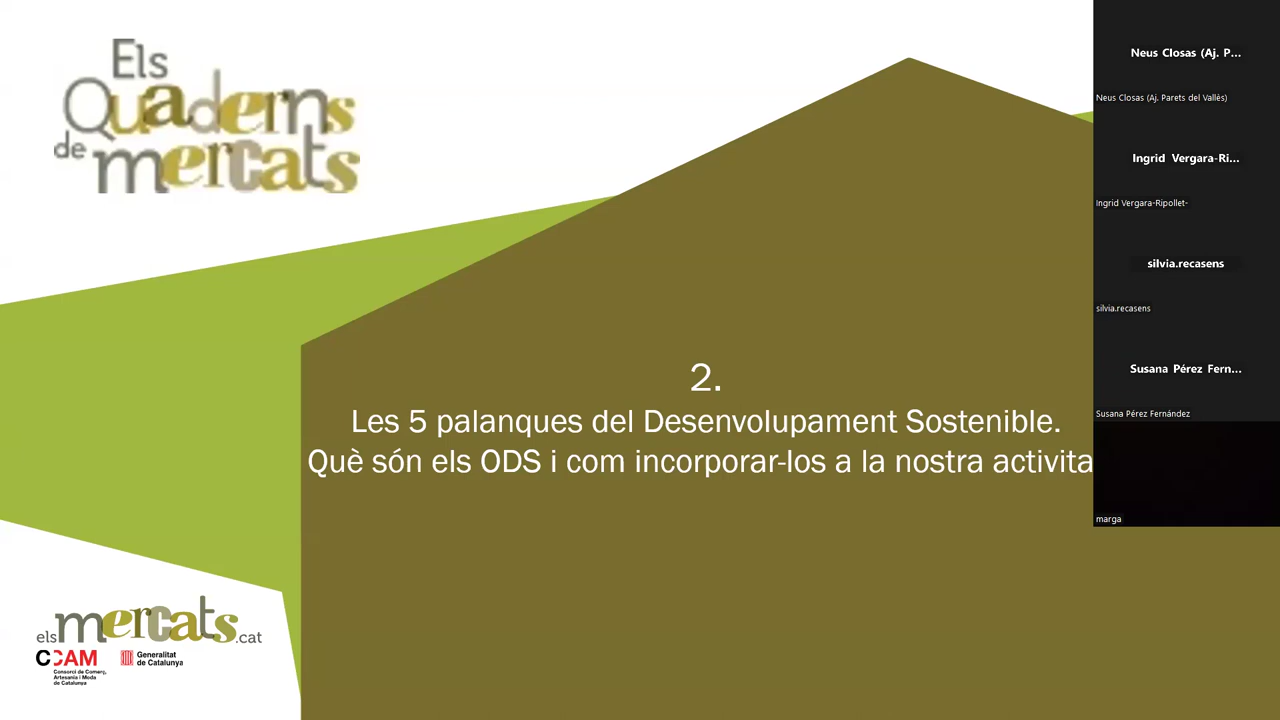 Els
Quaderns
de mercats
2.
Les 5 palanques del Desenvolupament Sostenible.
Què són els ODS i com incorporar-los a la nostra activita
elsmercats.cat
CCAM
Consorci de Comerç,
Artesania i Moda
de Catalunya
Generalitat
de Catalunya
Neus Closas (Aj. P...
Neus Closas (Aj. Parets del Vallès)
Ingrid Vergara-Ri...
Ingrid Vergara-Ripollet-
silvia.recasens
silvia.recasens
Susana Pérez Fern...
Susana Pérez Fernández
marga